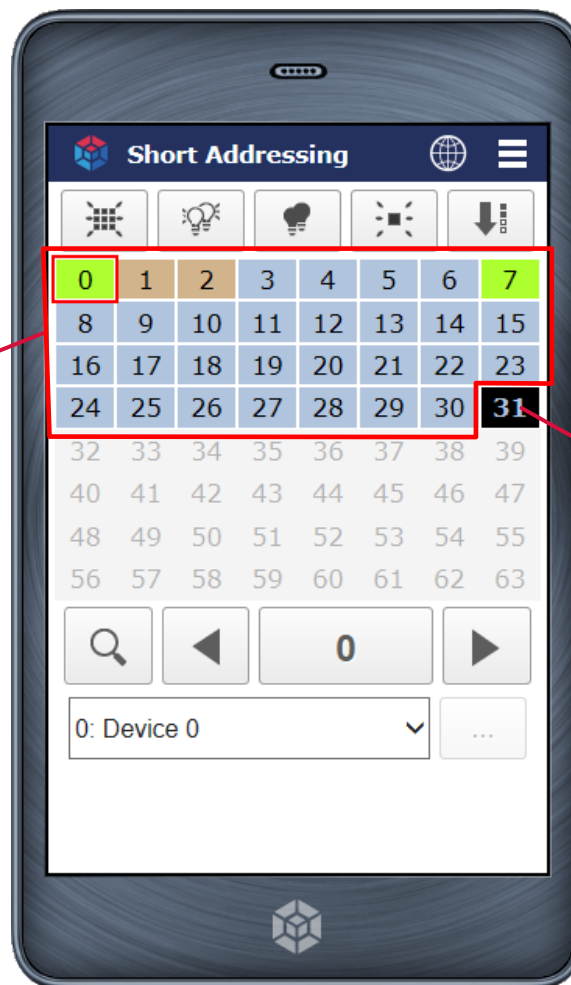 Short Addressing
0 1 2 3 4 5 6 7
8 9 10 11 12 13 14 15
16 17 18 19 20 21 22 23
24 25 26 27 28 29 30 31
32 33 34 35 36 37 38 39
40 41 42 43 44 45 46 47
48 49 50 51 52 53 54 55
56 57 58 59 60 61 62 63
0
0: Device 0
...